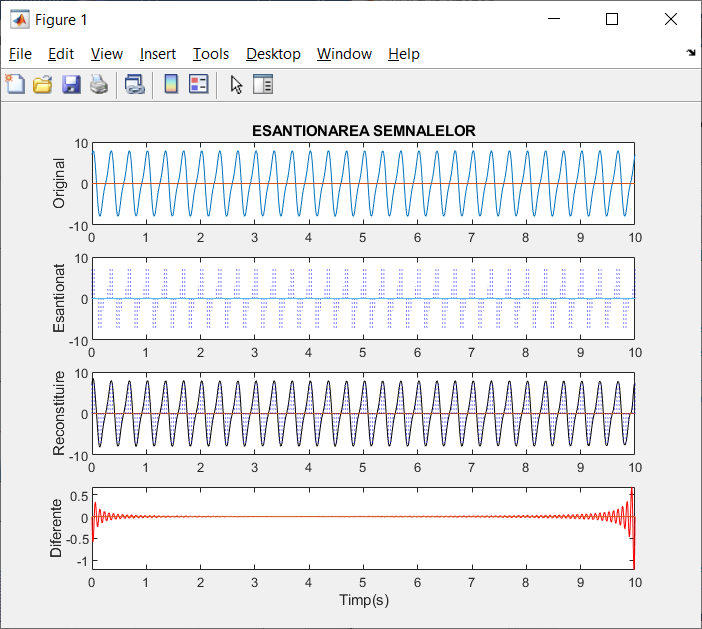 Figure 1
File Edit View Insert Tools Desktop Window Help
ESANTIONAREA SEMNALELOR
Original
10
0
-10
0 1 2 3 4 5 6 7 8 9 10
Esantionat
10
0
-10
0 1 2 3 4 5 6 7 8 9 10
Reconstituire
10
0
-10
0 1 2 3 4 5 6 7 8 9 10
Diferente
0.5
0
-0.5
-1
0 1 2 3 4 5 6 7 8 9 10
Timp(s)